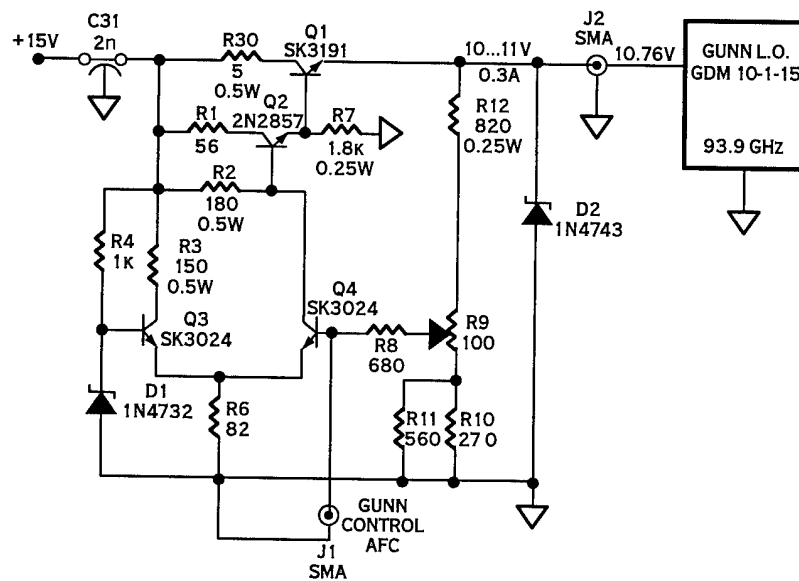 C31
2n
+15V
R30
5
0.5W
Q1
SK3191
10...11V
0.3A
J2
SMA
10.76V
GUNN L.O.
GDM 10-1-15
93.9 GHz
R1
56
Q2
2N2857
R7
1.8K
0.25W
R12
820
0.25W
R2
180
0.5W
D2
1N4743
R4
1K
R3
150
0.5W
Q3
SK3024
Q4
SK3024
R8
680
R9
100
D1
1N4732
R6
82
R11
560
R10
270
GUNN
CONTROL
AFC
J1
SMA